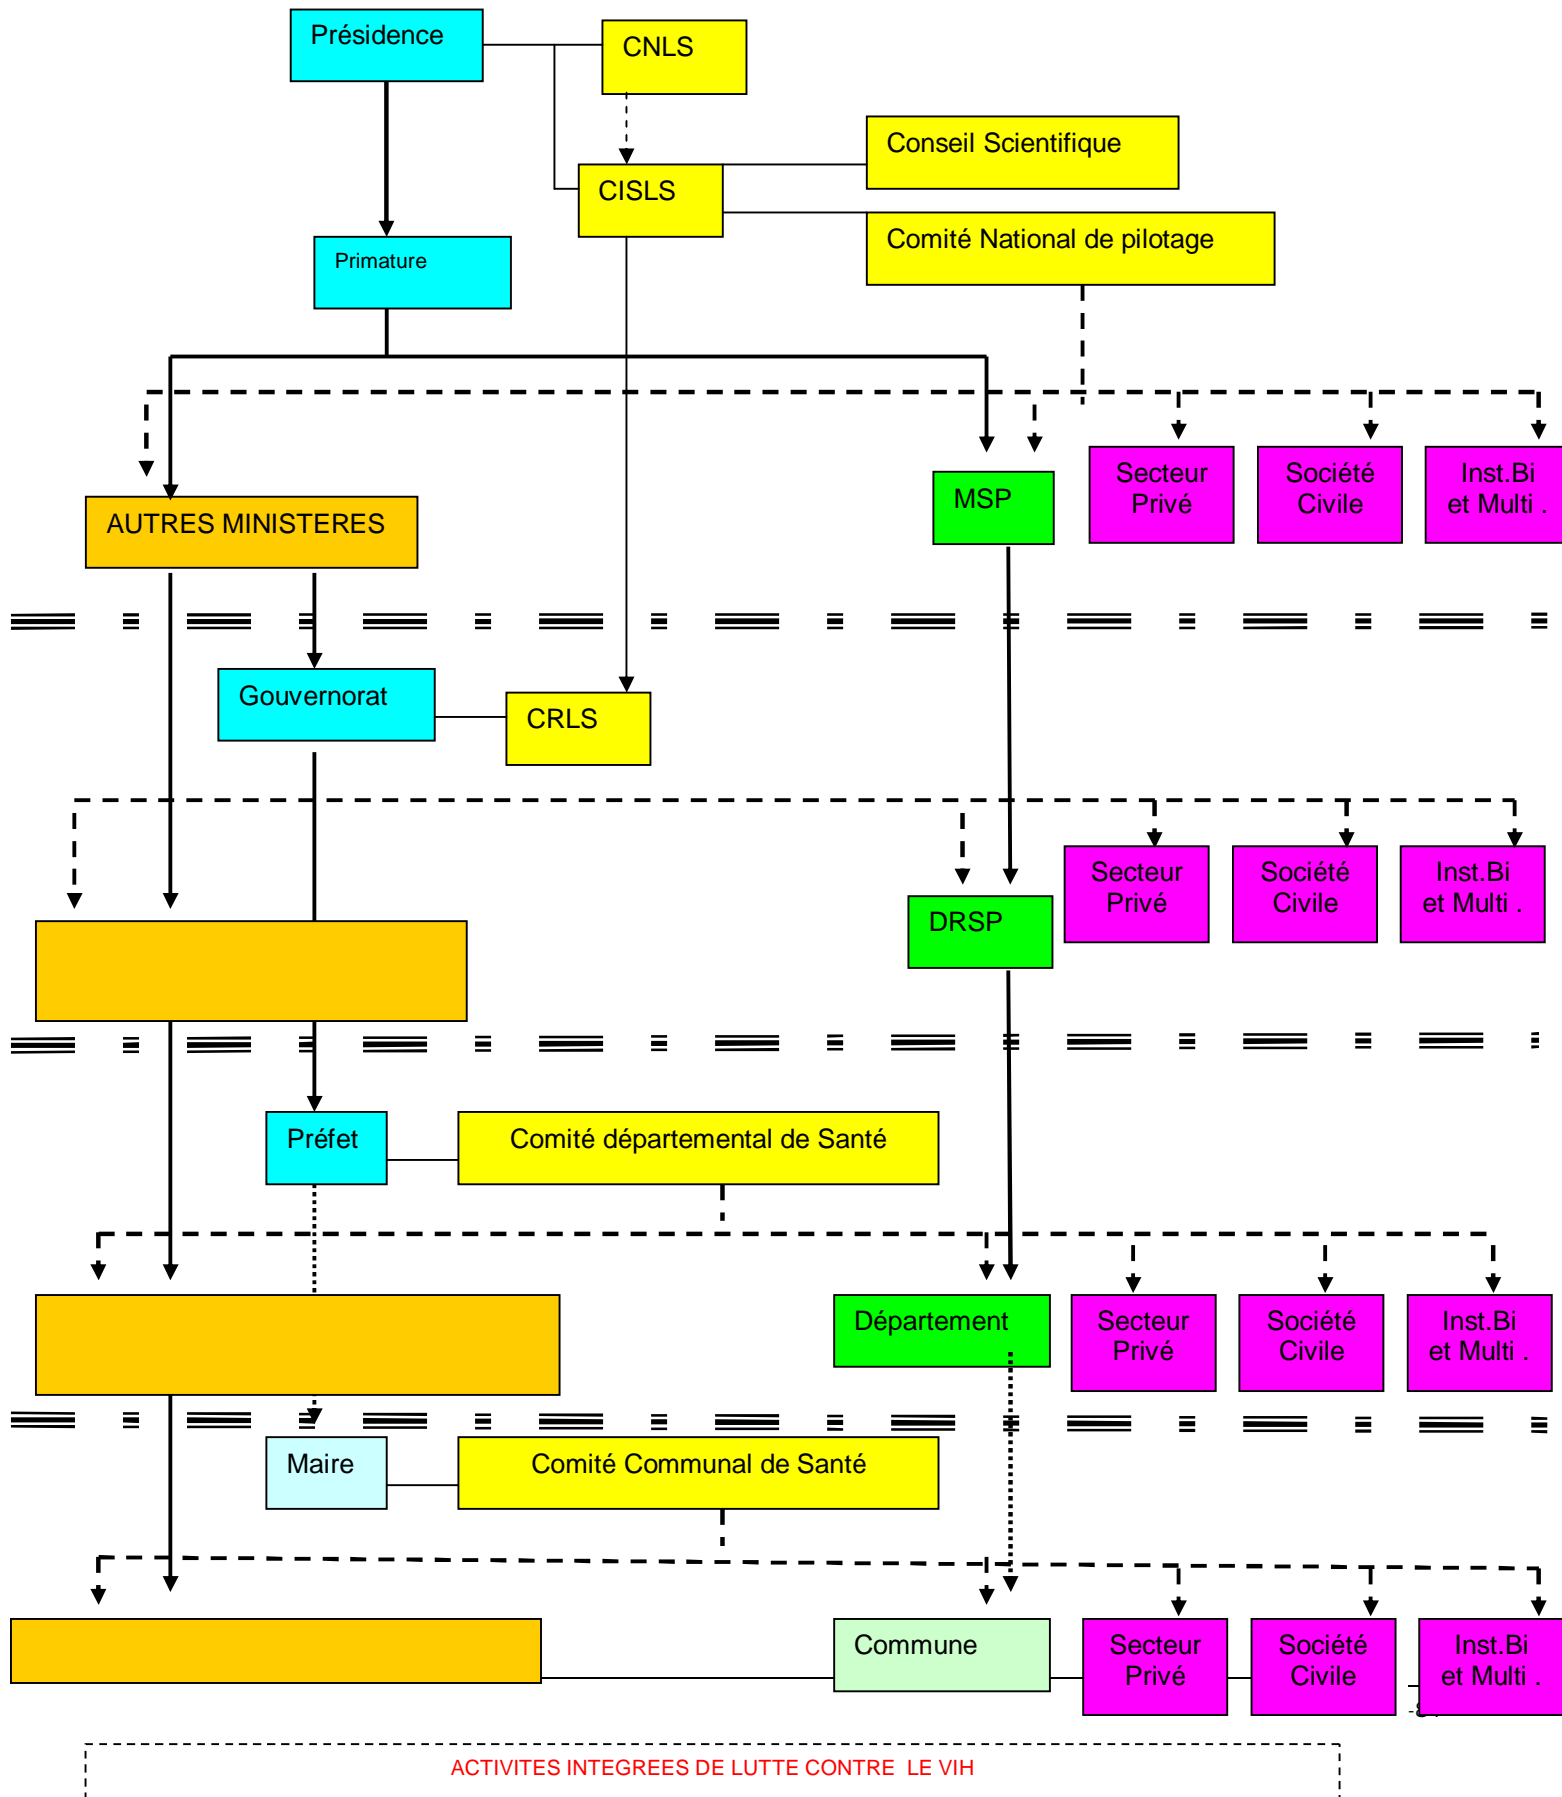 Présidence
CNLS
Conseil Scientifique
CISLS
Comité National de pilotage
Primature
Secteur
Privé
Société
Civile
Inst.Bi
et Multi .
MSP
AUTRES MINISTERES
Gouvernorat
CRLS
Secteur
Privé
Société
Civile
Inst.Bi
et Multi .
DRSP
Préfet
Comité départemental de Santé
Département
Secteur
Privé
Société
Civile
Inst.Bi
et Multi .
Maire
Comité Communal de Santé
Commune
Secteur
Privé
Société
Civile
Inst.Bi
et Multi .
ACTIVITES INTEGREES DE LUTTE CONTRE LE VIH